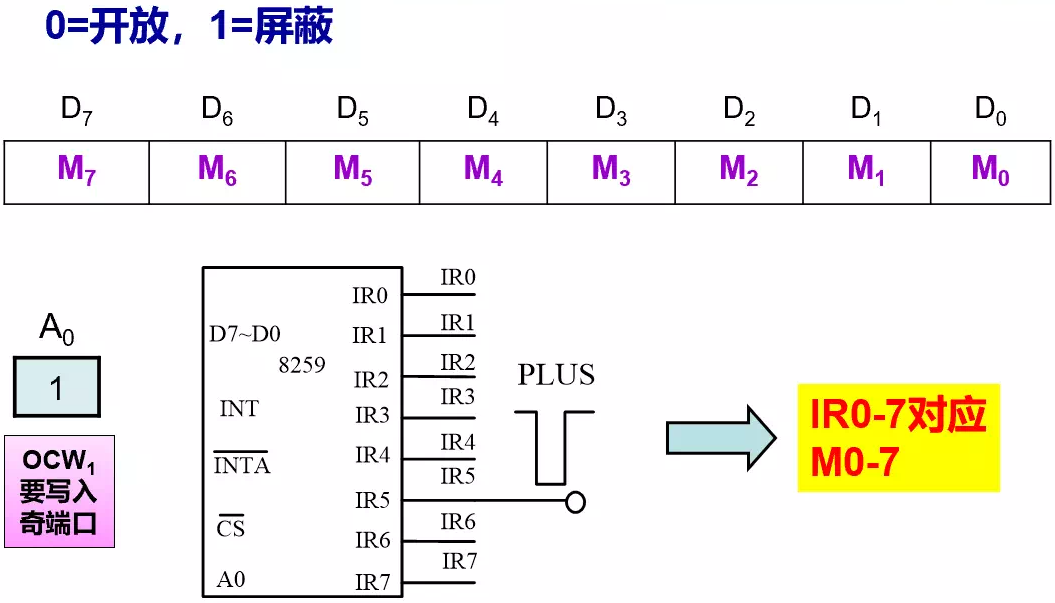 0=开放，1=屏蔽
D7 D6 D5 D4 D3 D2 D1 D0
M7 M6 M5 M4 M3 M2 M1 M0
A0
1
OCW1
要写入
奇端口
D7~D0
8259
INT
INTA
CS
A0
IR0
IR1
IR2
IR3
IR4
IR5
IR6
IR7
IR0
IR1
IR2
IR3
IR4
IR5
IR6
IR7
PLUS
IR0-7对应
M0-7